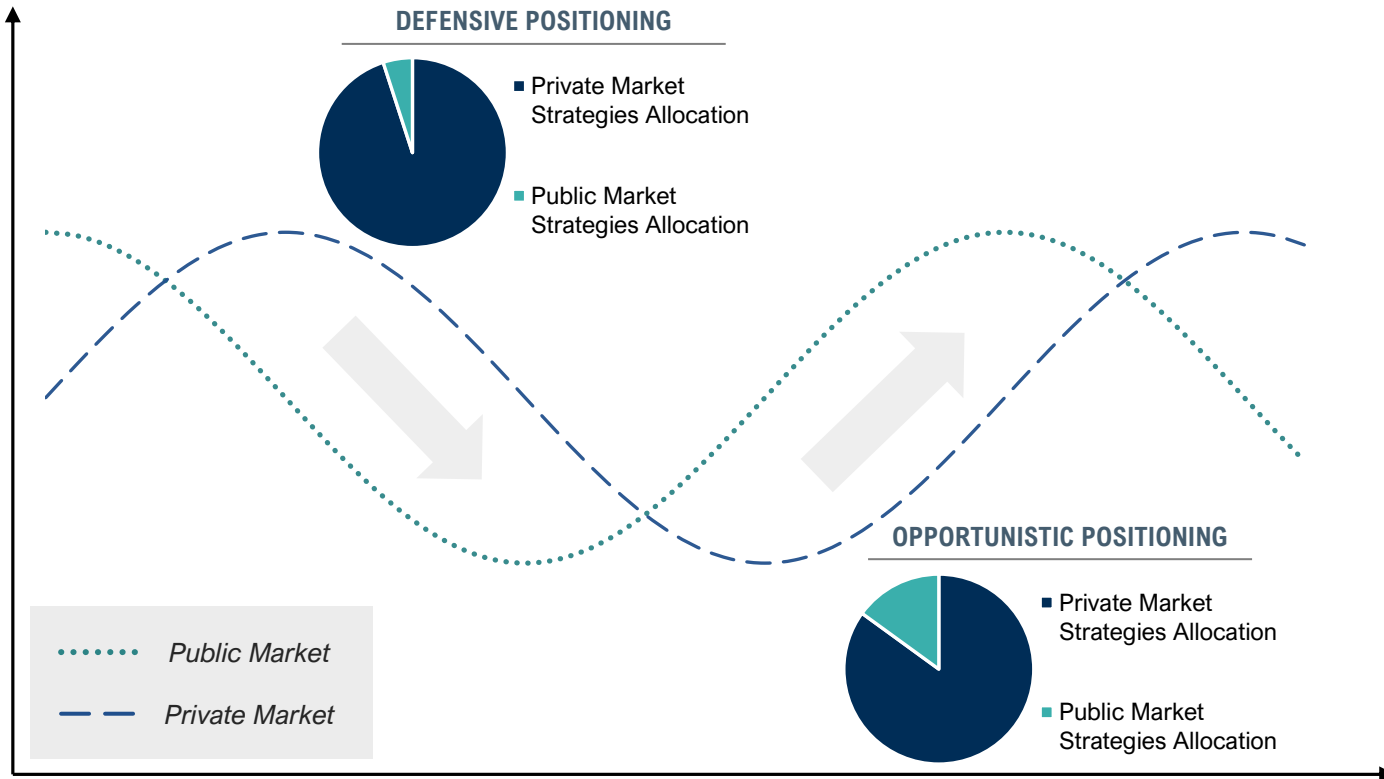 DEFENSIVE POSITIONING
Private Market
Strategies Allocation
Public Market
Strategies Allocation
OPPORTUNISTIC POSITIONING
Private Market
Strategies Allocation
Public Market
Strategies Allocation
Public Market
Private Market